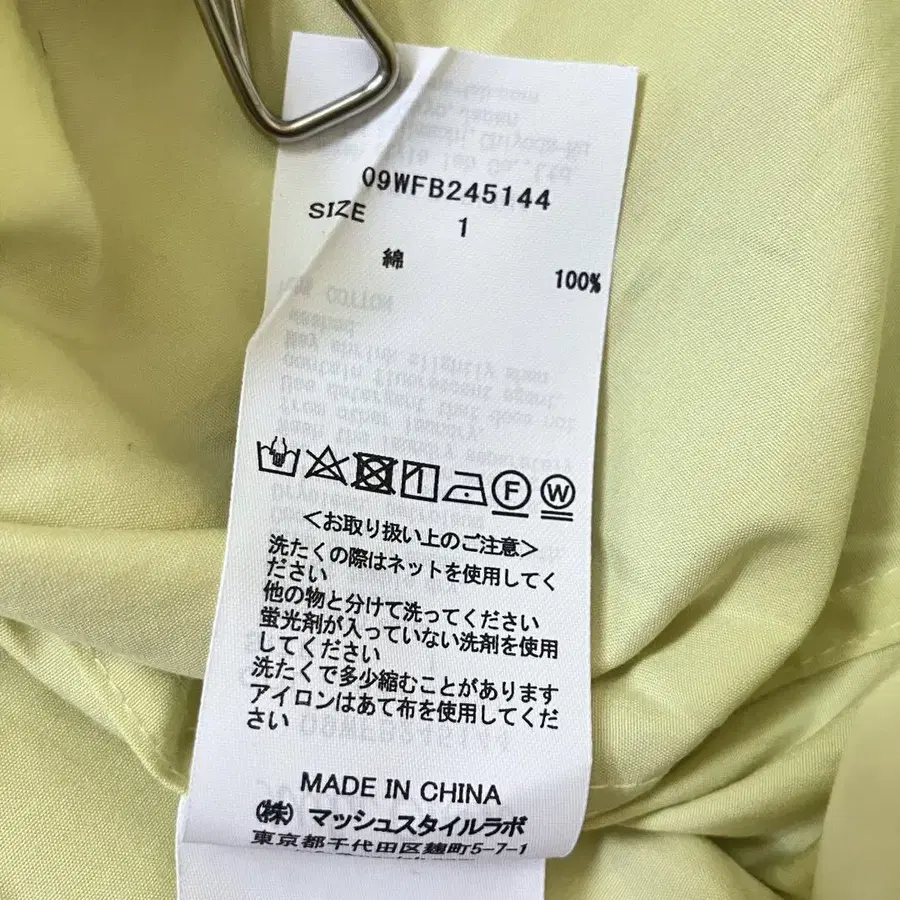 09WFB245144
SIZE 1
綿 100%
F W
<お取り扱い上のご注意>
洗たくの際はネットを使用してく
ださい
他の物と分けて洗ってください
蛍光剤が入っていない洗剤を使用
してください
洗たくで多少縮むことがあります
アイロンはあて布を使用してくだ
さい
MADE IN CHINA
(株) マッシュスタイルラボ
東京都千代田区麹町5-7-1